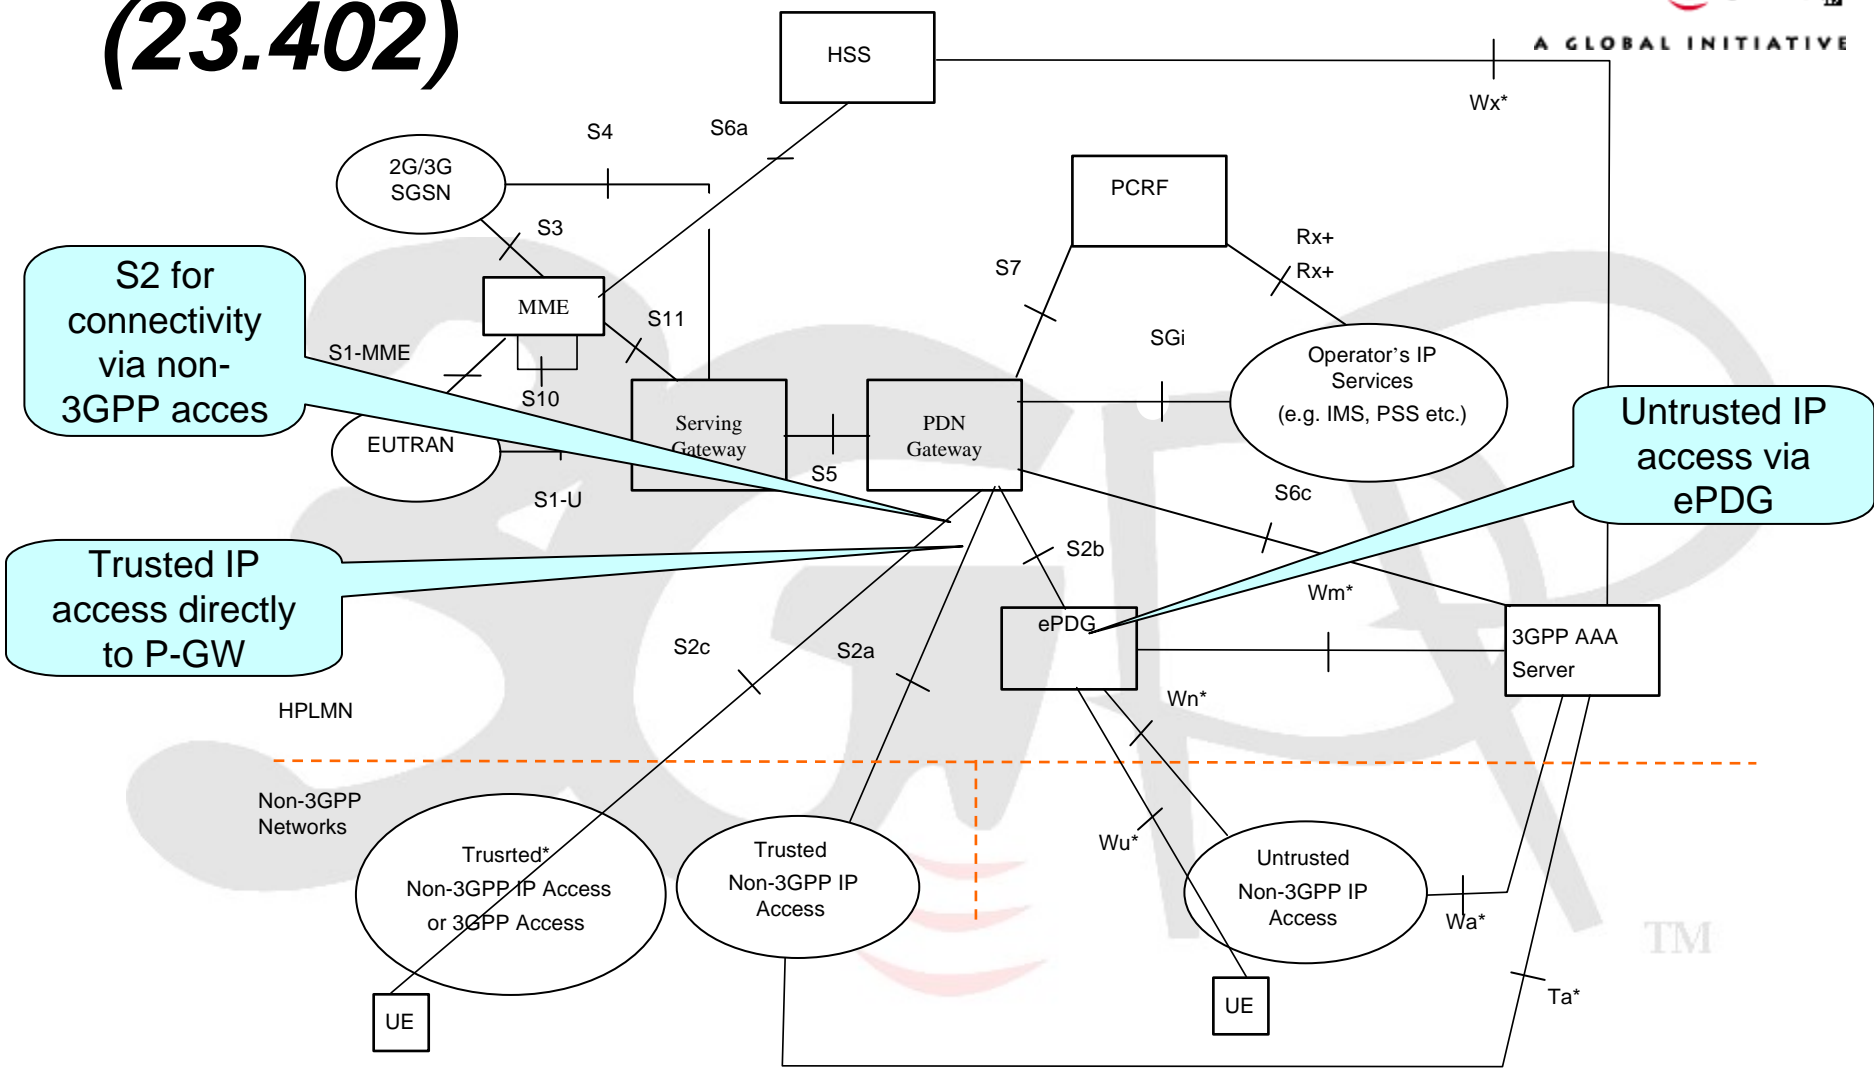 (23.402)
A GLOBAL INITIATIVE
HSS
Wx*
S4
S6a
2G/3G
SGSN
PCRF
S3
Rx+
Rx+
S7
S2 for
connectivity
via non-
3GPP acces
MME
S11
S1-MME
SGi
Operator's IP
Services
(e.g. IMS, PSS etc.)
S10
Serving
Gateway
PDN
Gateway
Untrusted IP
access via
ePDG
EUTRAN
S5
S1-U
S6c
S2b
Trusted IP
access directly
to P-GW
Wm*
ePDG
3GPP AAA
Server
S2c
S2a
Wn*
HPLMN
Non-3GPP
Networks
Wu*
Trusrted*
Non-3GPP IP Access
or 3GPP Access
Trusted
Non-3GPP IP
Access
Untrusted
Non-3GPP IP
Access
Wa*
TM
Ta*
UE
UE